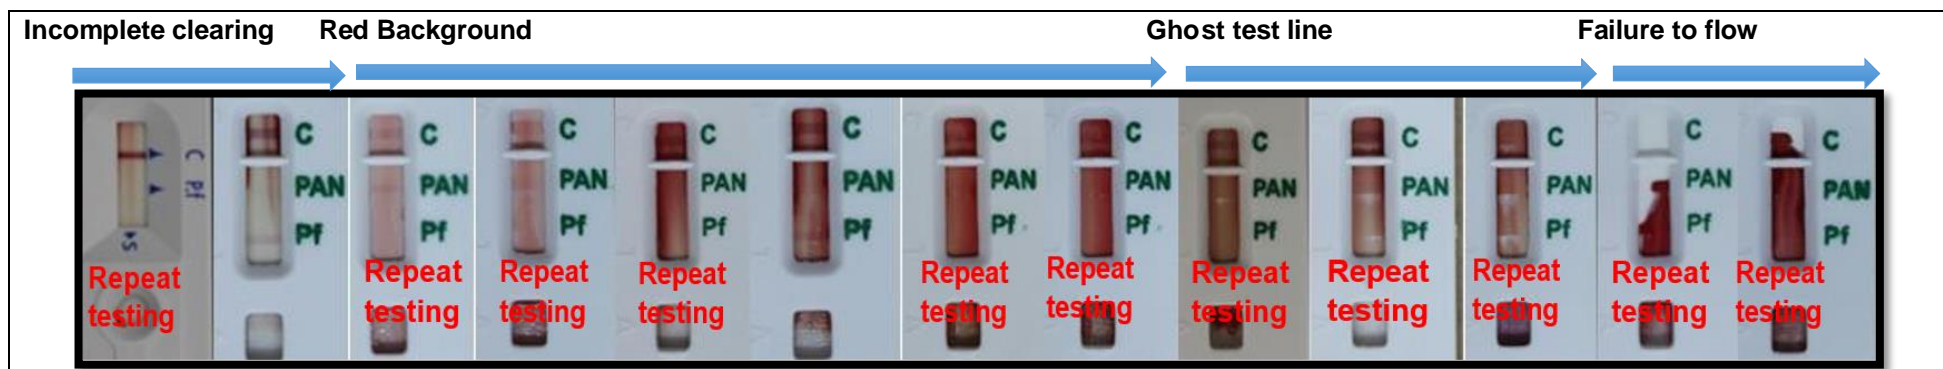 Incomplete clearing
Red Background
Ghost test line
Failure to flow
C
Pf
S
Repeat
testing
C
PAN
Pf
C
PAN
Pf
Repeat
testing
C
PAN
Pf
Repeat
testing
C
PAN
Pf
Repeat
testing
C
PAN
Pf
C
PAN
Pf
Repeat
testing
C
PAN
Pf
Repeat
testing
C
PAN
Pf
Repeat
testing
C
PAN
Pf
Repeat
testing
C
PAN
Pf
Repeat
testing
C
PAN
Pf
Repeat
testing
C
PAN
Pf
Repeat
testing